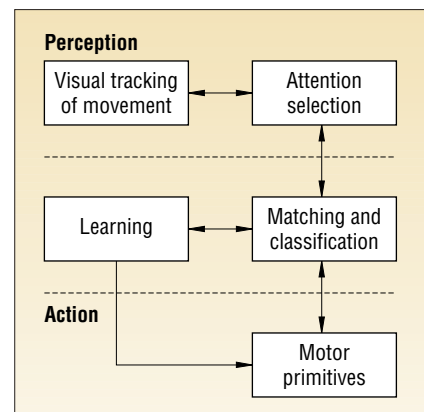 Perception
Visual tracking
of movement
Attention
selection
Learning
Matching and
classification
Action
Motor
primitives